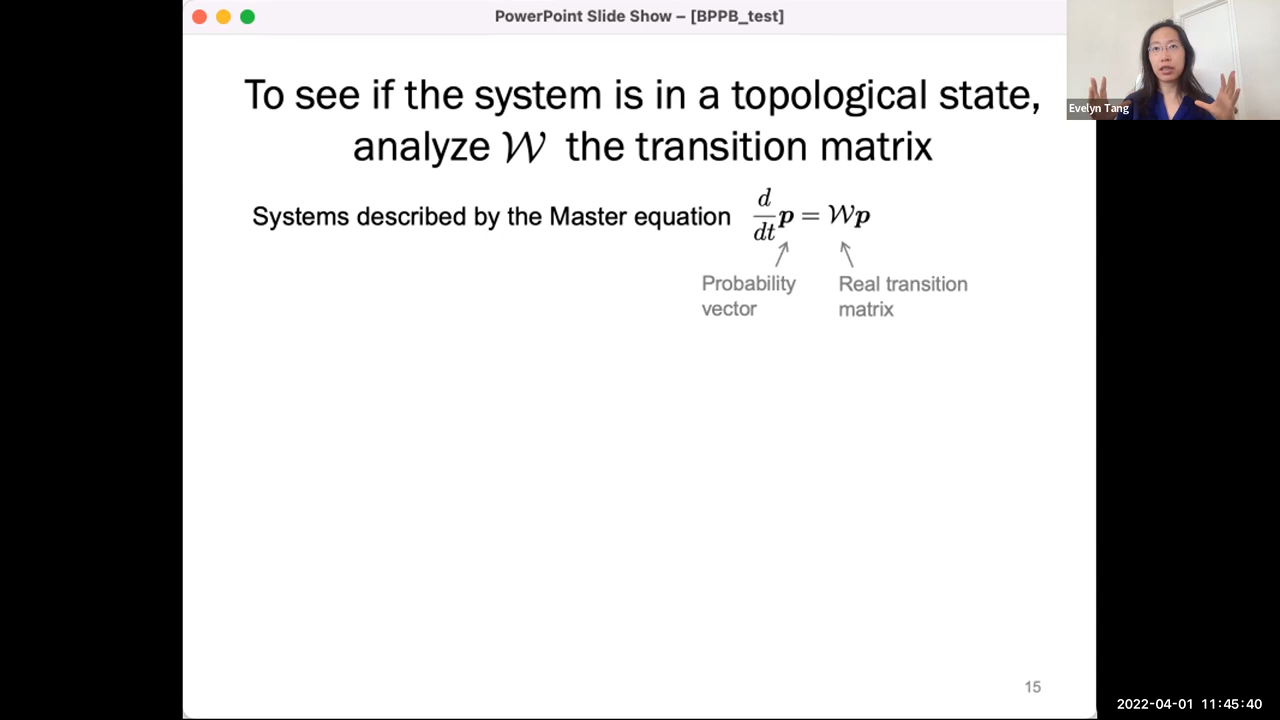 PowerPoint Slide Show – [BPPB_test]
To see if the system is in a topological state,
analyze 𝒲 the transition matrix
Systems described by the Master equation d/dt p = 𝒲p
Probability
vector
Real transition
matrix
15
Evelyn Tang
2022-04-01 11:45:40